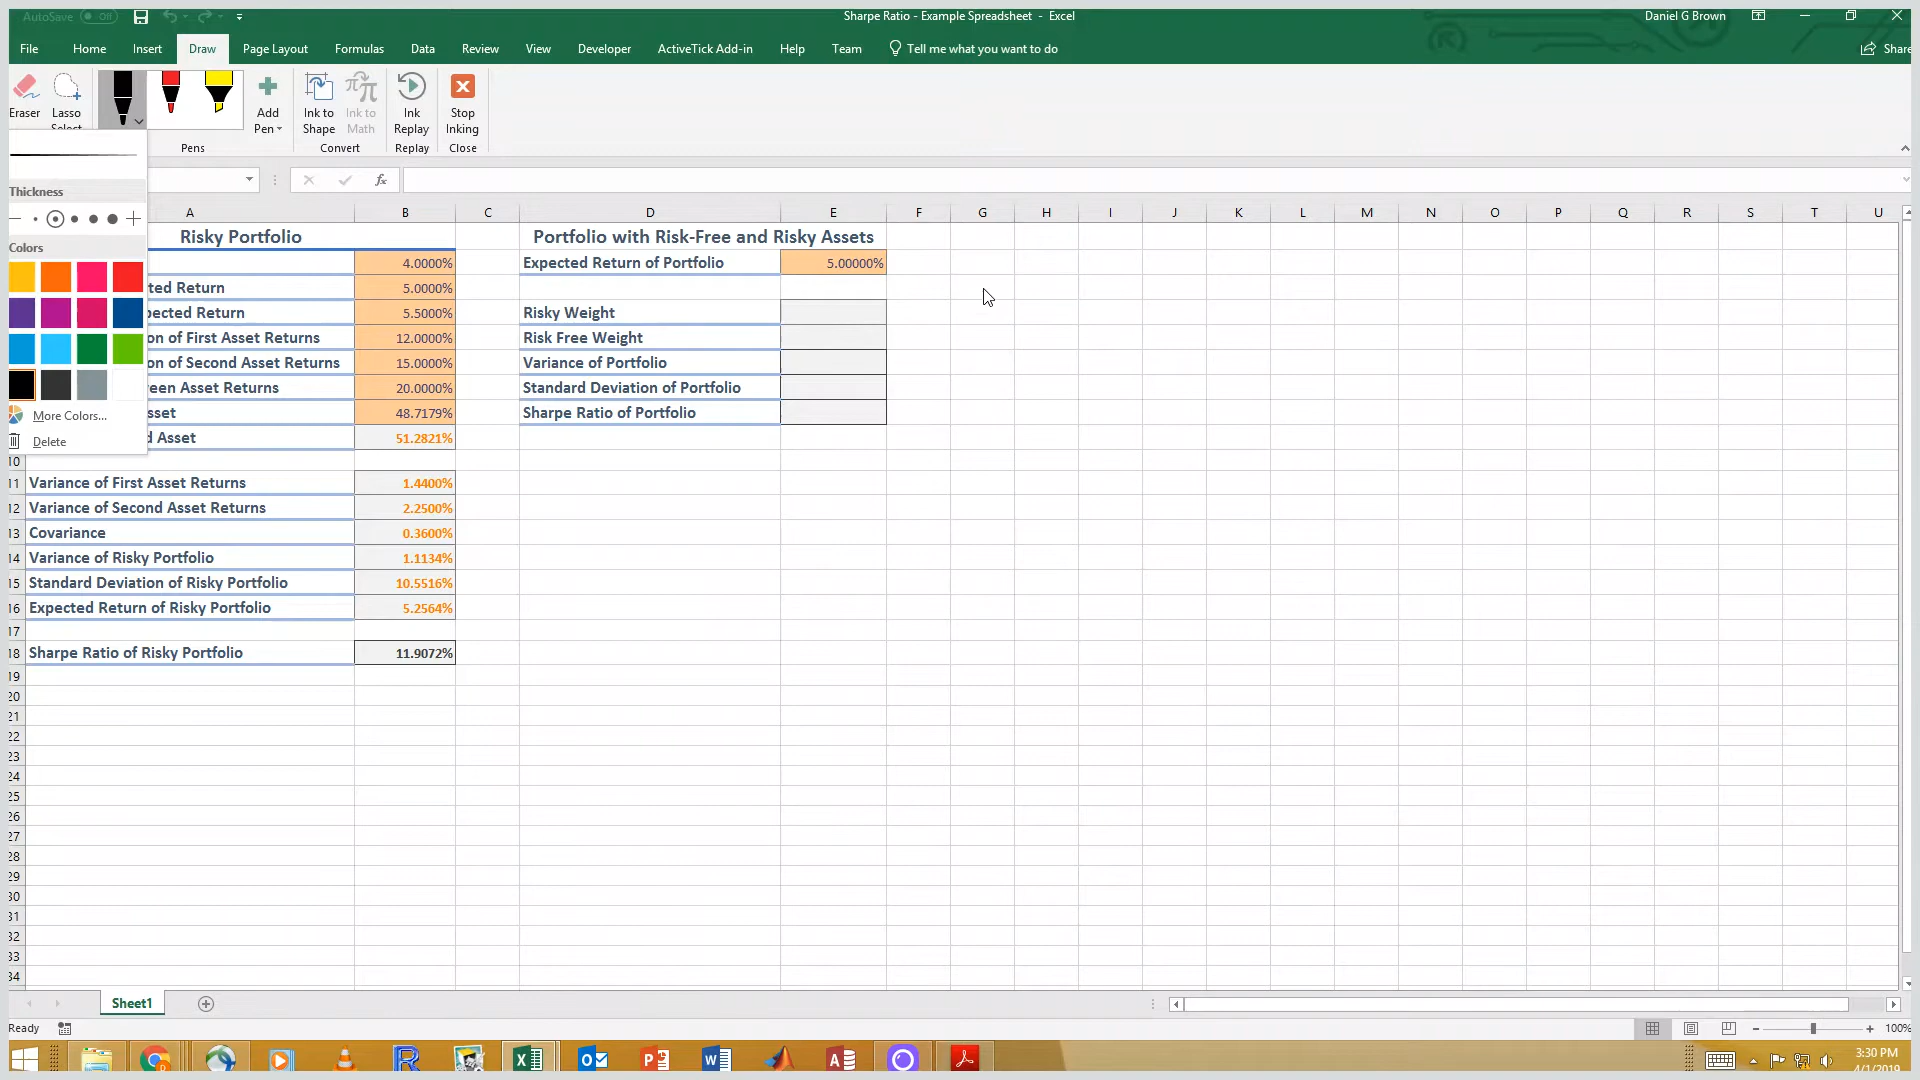 AutoSave Off
Sharpe Ratio - Example Spreadsheet - Excel
Daniel G Brown
File Home Insert Draw Page Layout Formulas Data Review View Developer ActiveTick Add-in Help Team Tell me what you want to do Share
Eraser
Lasso Select
Add Pen
Ink to Shape
Ink to Math
Ink Replay
Stop Inking
Pens Convert Replay Close
Thickness
fx
Colors
More Colors...
Delete
A B C D E F G H I J K L M N O P Q R S T U
Risky Portfolio Portfolio with Risk-Free and Risky Assets
4.0000% Expected Return of Portfolio 5.00000%
ted Return 5.0000%
pected Return 5.5000% Risky Weight
on of First Asset Returns 12.0000% Risk Free Weight
on of Second Asset Returns 15.0000% Variance of Portfolio
een Asset Returns 20.0000% Standard Deviation of Portfolio
sset 48.7179% Sharpe Ratio of Portfolio
d Asset 51.2821%
10
11 Variance of First Asset Returns 1.4400%
12 Variance of Second Asset Returns 2.2500%
13 Covariance 0.3600%
14 Variance of Risky Portfolio 1.1134%
15 Standard Deviation of Risky Portfolio 10.5516%
16 Expected Return of Risky Portfolio 5.2564%
17
18 Sharpe Ratio of Risky Portfolio 11.9072%
19
20
21
22
23
24
25
26
27
28
29
30
31
32
33
34
Sheet1
Ready
100%
3:30 PM
4/1/2019